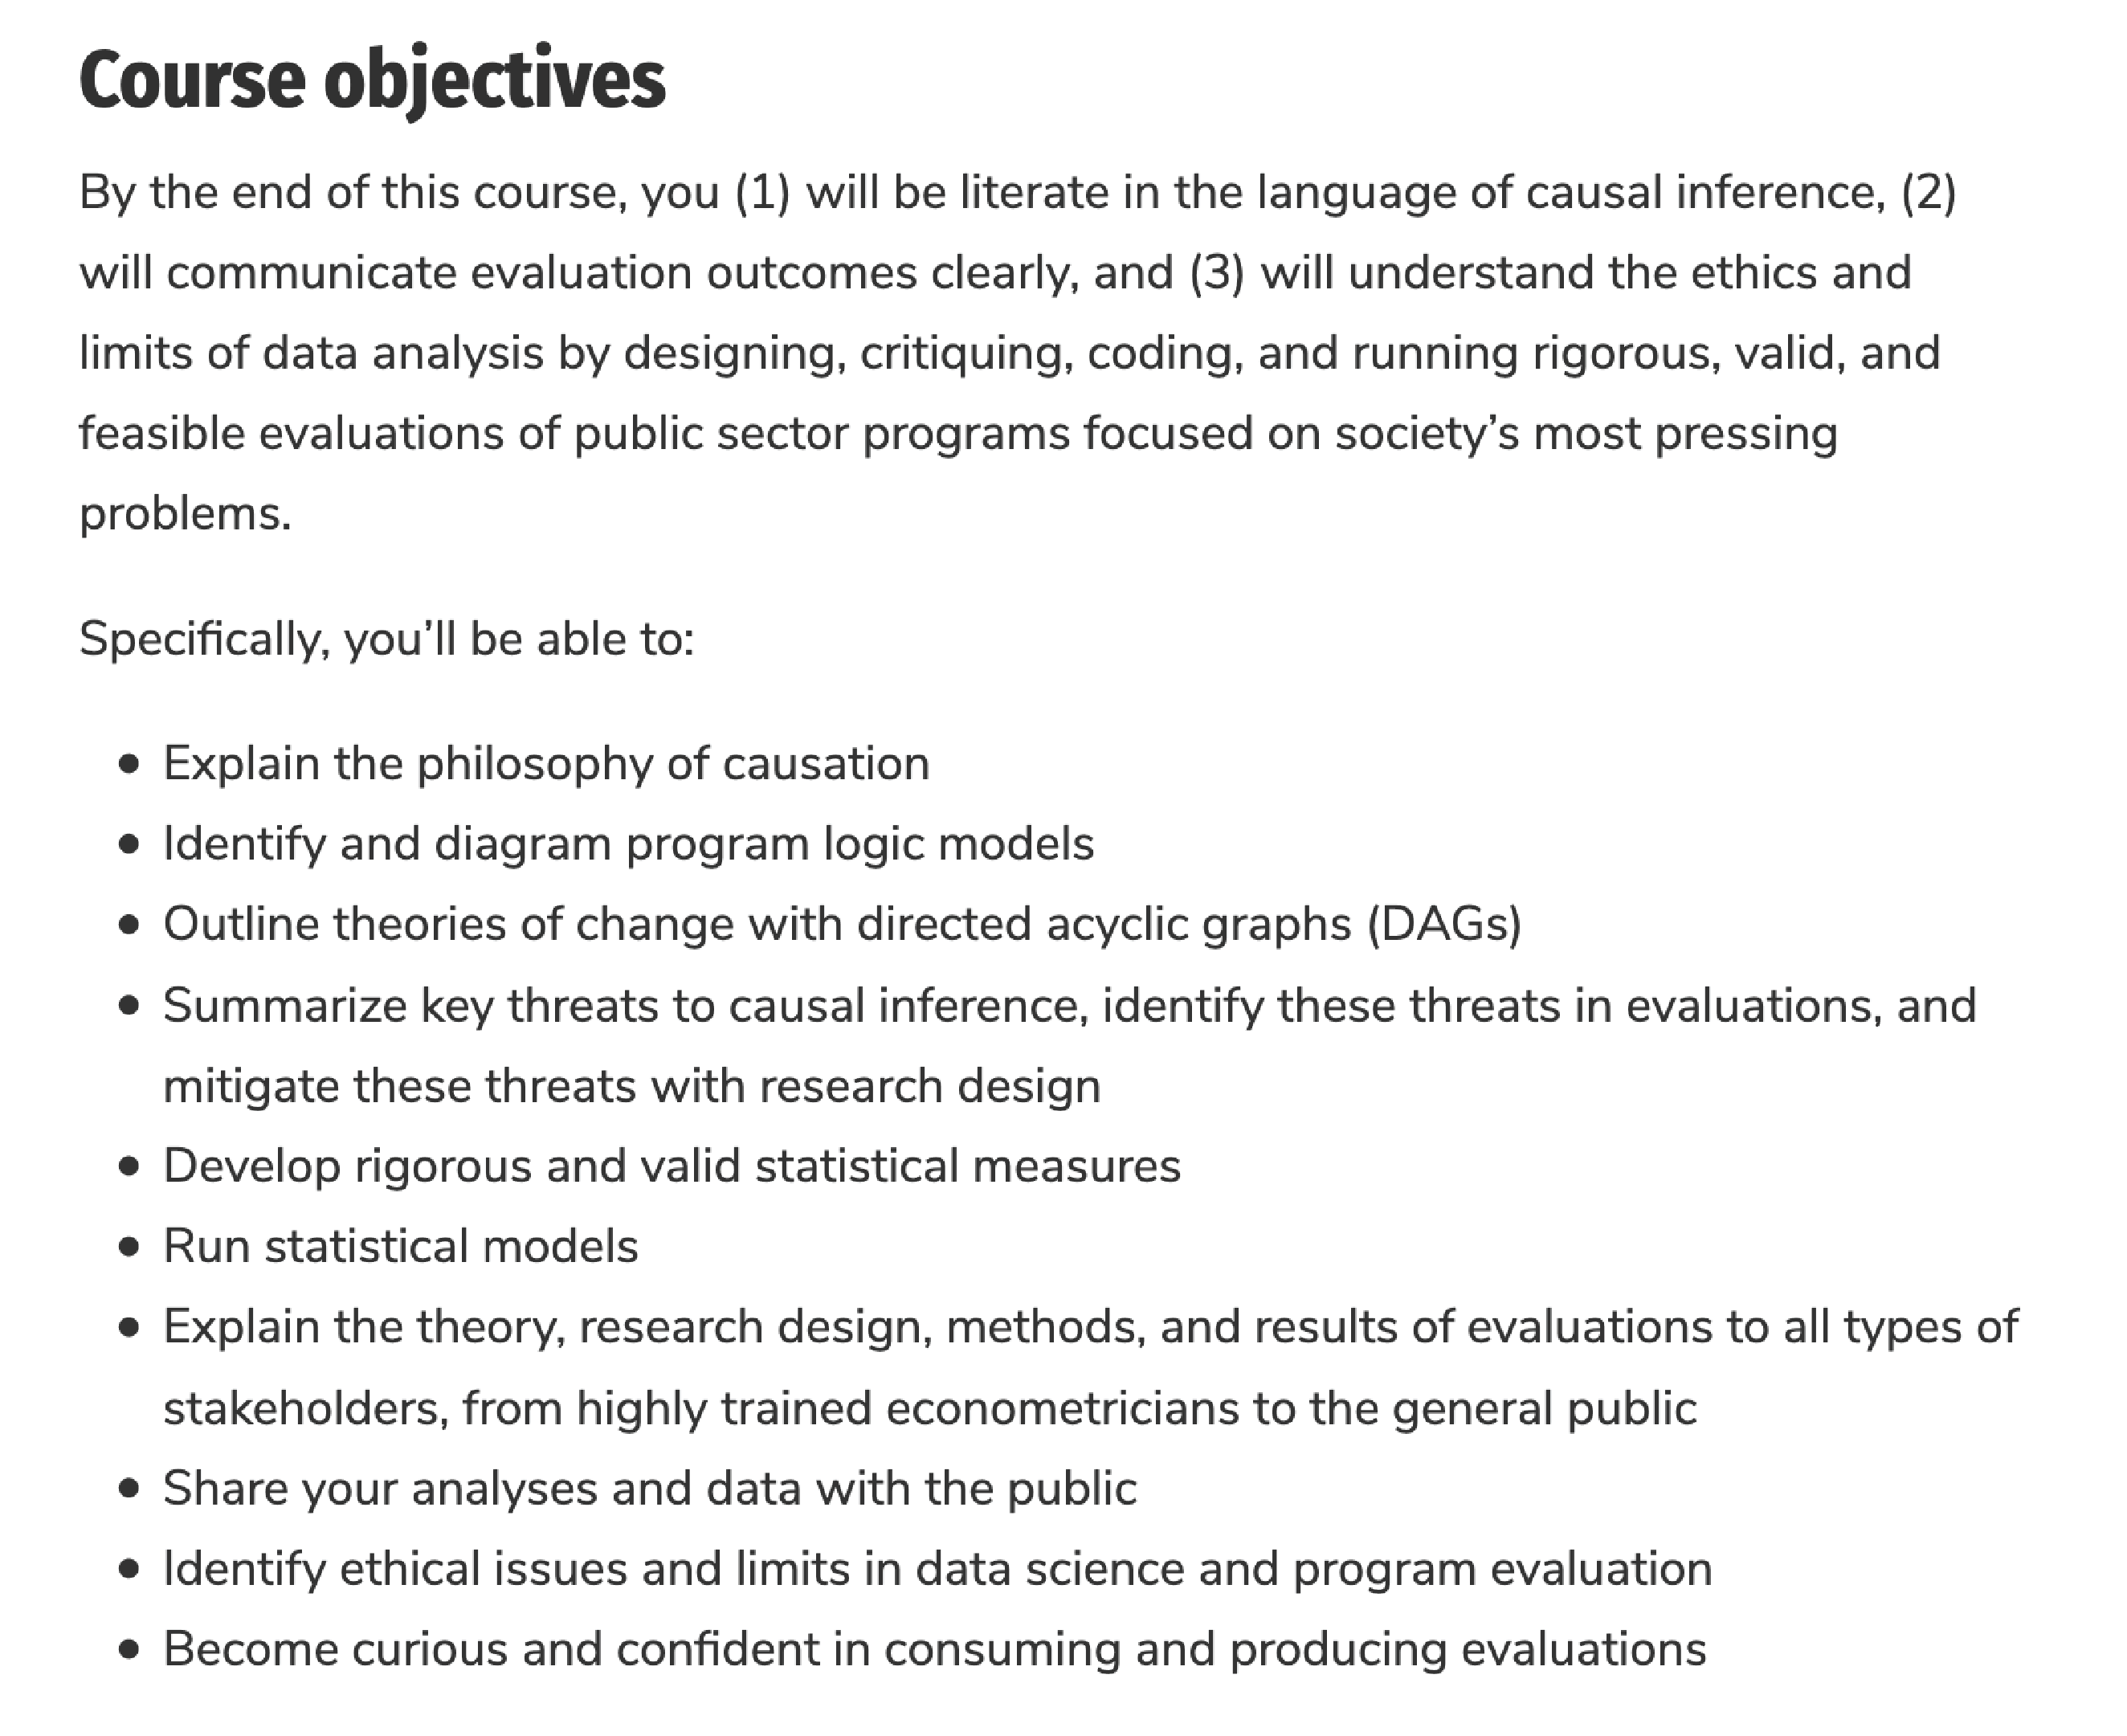 Course objectives
By the end of this course, you (1) will be literate in the language of causal inference, (2)
will communicate evaluation outcomes clearly, and (3) will understand the ethics and
limits of data analysis by designing, critiquing, coding, and running rigorous, valid, and
feasible evaluations of public sector programs focused on society’s most pressing
problems.
Specifically, you’ll be able to:
• Explain the philosophy of causation
• Identify and diagram program logic models
• Outline theories of change with directed acyclic graphs (DAGs)
• Summarize key threats to causal inference, identify these threats in evaluations, and
mitigate these threats with research design
• Develop rigorous and valid statistical measures
• Run statistical models
• Explain the theory, research design, methods, and results of evaluations to all types of
stakeholders, from highly trained econometricians to the general public
• Share your analyses and data with the public
• Identify ethical issues and limits in data science and program evaluation
• Become curious and confident in consuming and producing evaluations